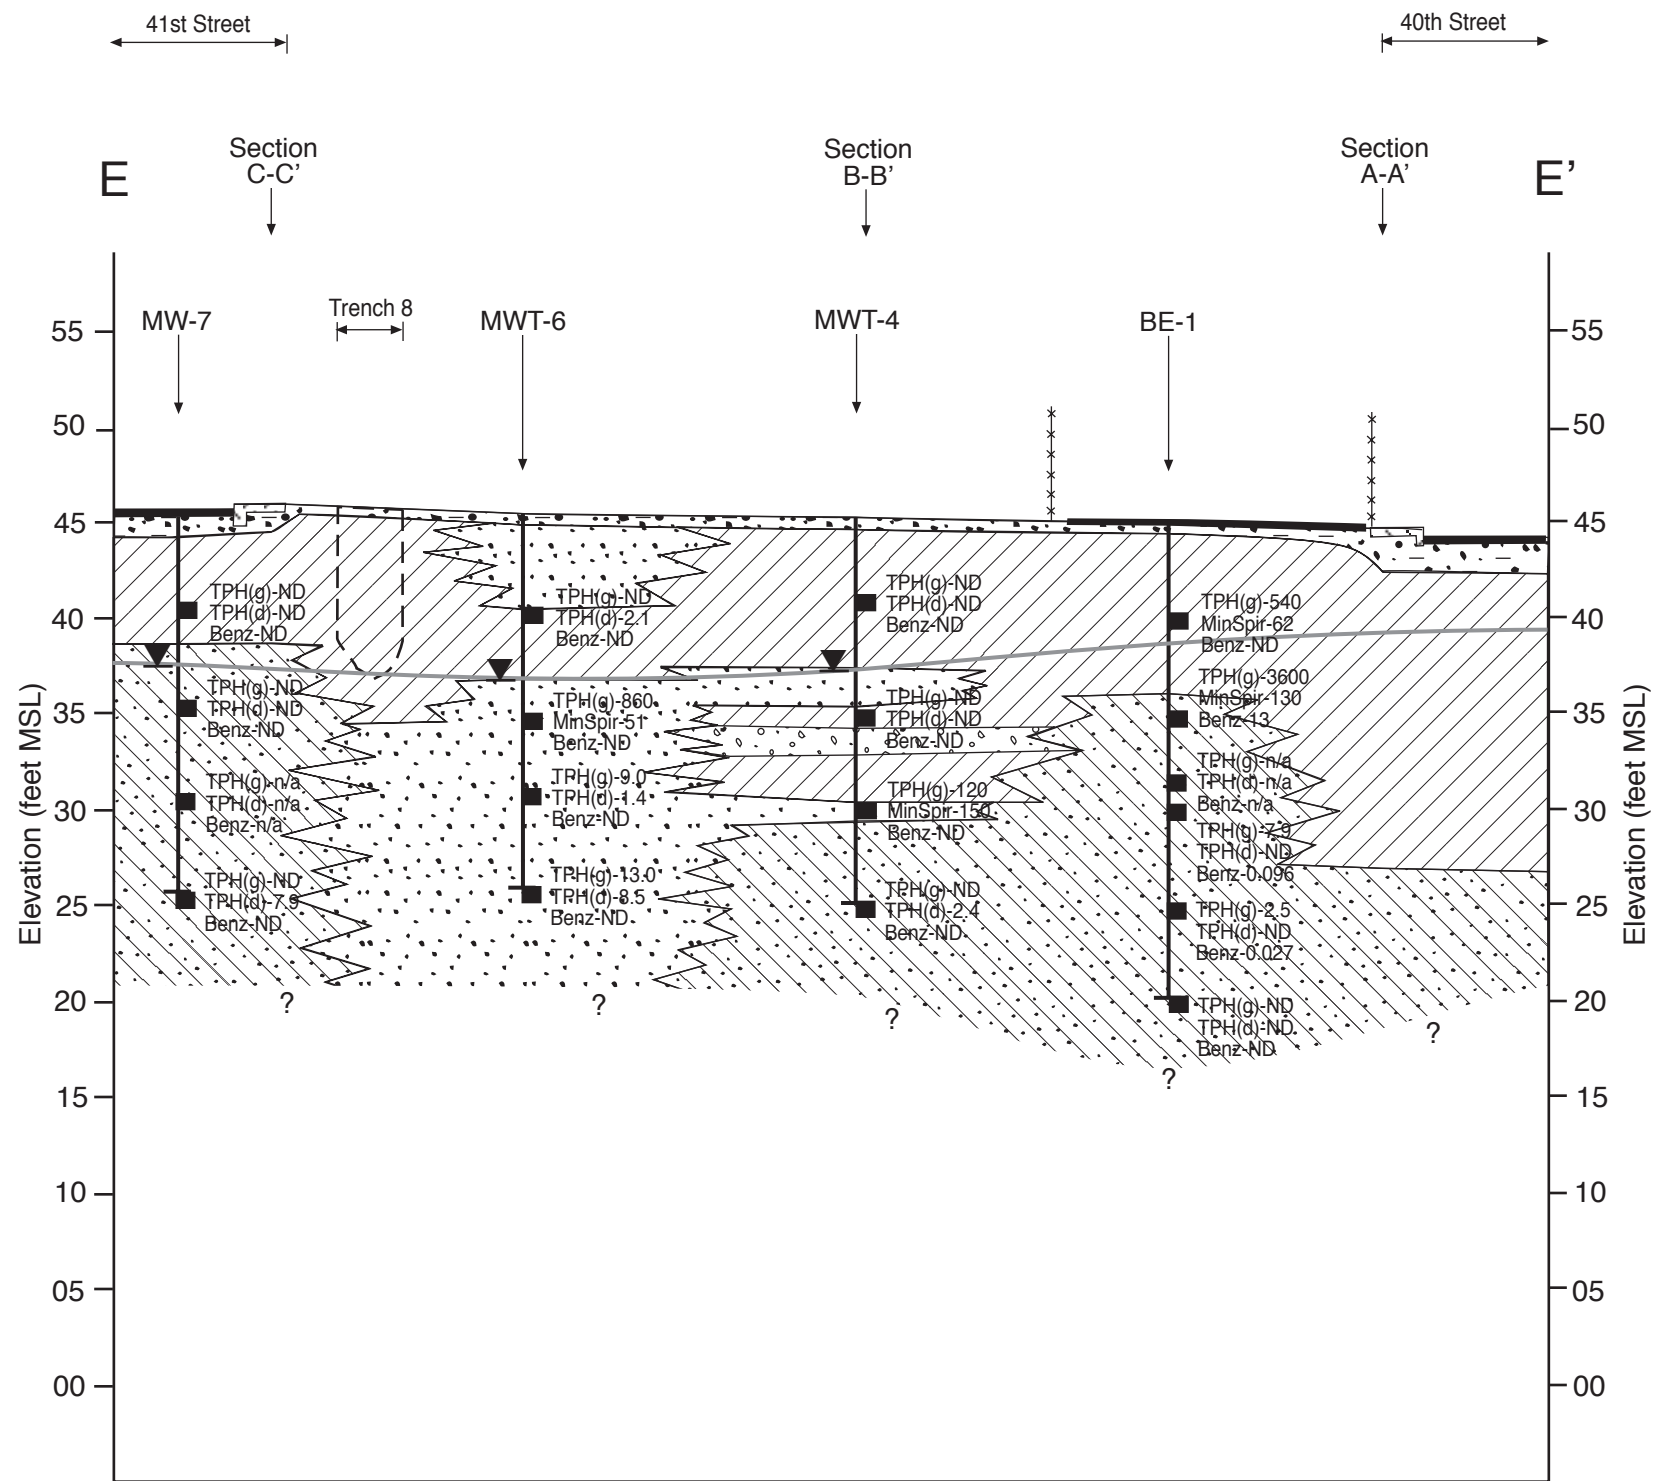 41st Street
40th Street
Section
C-C’
Section
B-B’
Section
A-A’
E
E’
MW-7
Trench 8
MWT-6
MWT-4
BE-1
55
50
45
40
35
30
25
20
15
10
05
00
Elevation (feet MSL)
TPH(g)-ND
TPH(d)-ND
Benz-ND
TPH(g)-ND
TPH(d)-ND
Benz-ND
TPH(g)-n/a
TPH(d)-n/a
Benz-n/a
TPH(g)-ND
TPH(d)-7.9
Benz-ND
TPH(g)-ND
TPH(d)-2.1
Benz-ND
TPH(g)-860
MinSpir-51
Benz-ND
TPH(g)-9.0
TPH(d)-1.4
Benz-ND
TPH(g)-13.0
TPH(d)-8.5
Benz-ND
TPH(g)-ND
TPH(d)-ND
Benz-ND
TPH(g)-ND
TPH(d)-ND
Benz-ND
TPH(g)-120
MinSpir-150
Benz-ND
TPH(g)-ND
TPH(d)-2.4
Benz-ND
TPH(g)-540
MinSpir-62
Benz-ND
TPH(g)-3600
MinSpir-130
Benz-13
TPH(g)-n/a
TPH(d)-n/a
Benz-n/a
TPH(g)-7.9
TPH(d)-ND
Benz-0.096
TPH(g)-2.5
TPH(d)-ND
Benz-0.027
TPH(g)-ND
TPH(d)-ND
Benz-ND
?
?
?
?
?
55
50
45
40
35
30
25
20
15
10
05
00
Elevation (feet MSL)